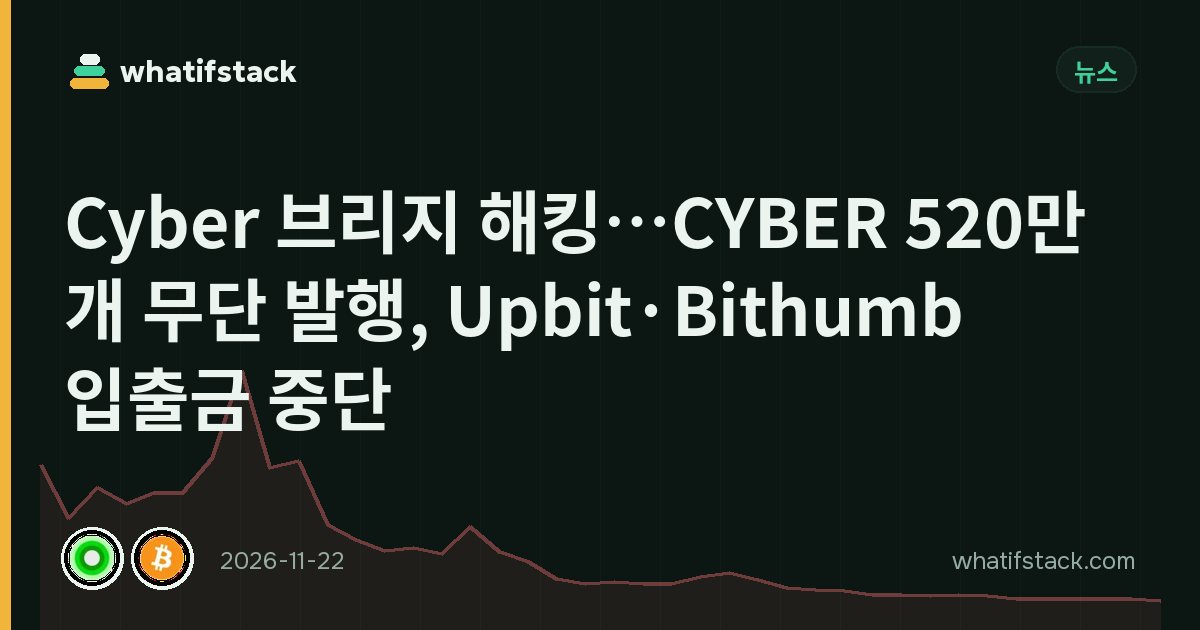 whatifstack
뉴스
Cyber 브리지 해킹…CYBER 520만
개 무단 발행, Upbit·Bithumb
입출금 중단
2026-11-22
whatifstack.com